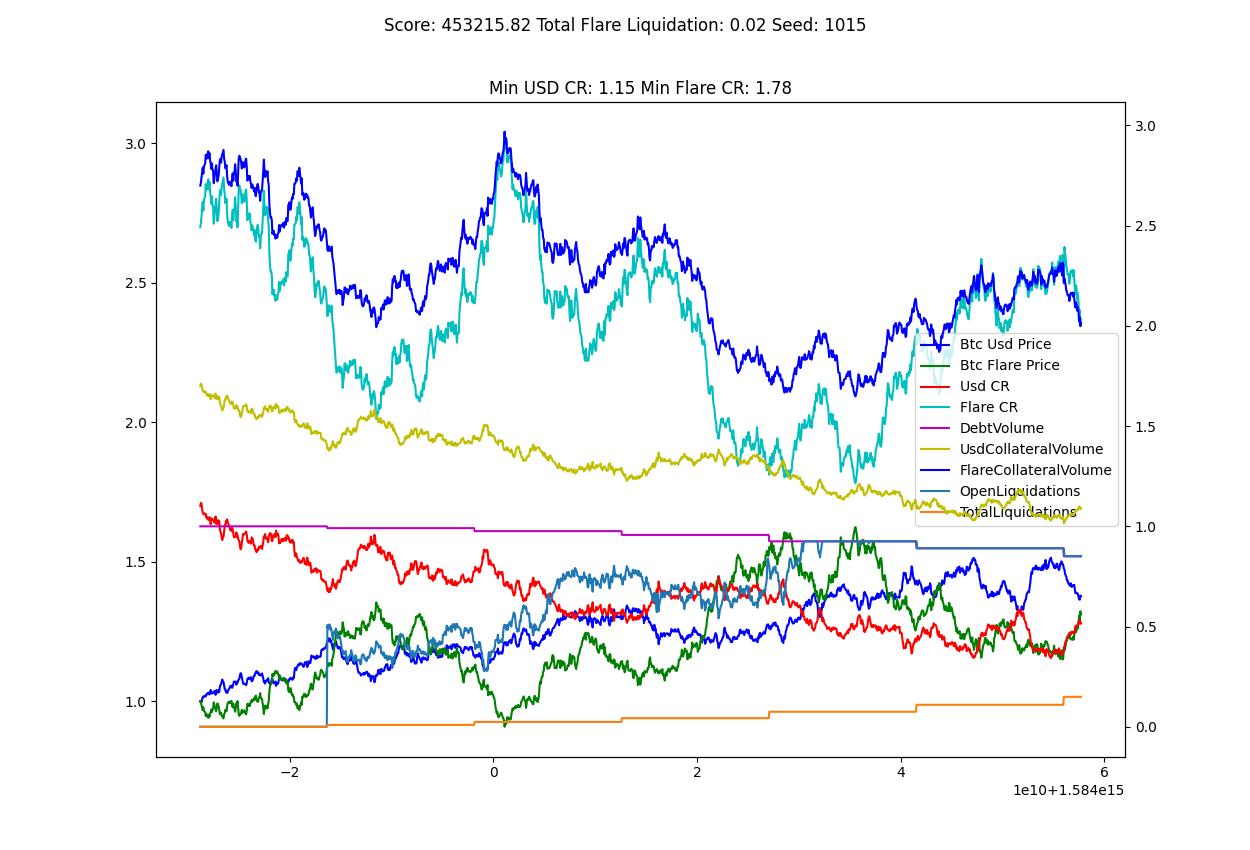 Score: 453215.82 Total Flare Liquidation: 0.02 Seed: 1015
Min USD CR: 1.15 Min Flare CR: 1.78
3.0
2.5
2.0
1.5
1.0
3.0
2.5
2.0
1.5
1.0
0.5
0.0
Btc Usd Price
Btc Flare Price
Usd CR
Flare CR
DebtVolume
UsdCollateralVolume
FlareCollateralVolume
OpenLiquidations
TotalLiquidations
−2 0 2 4 6
1e10+1.584e15